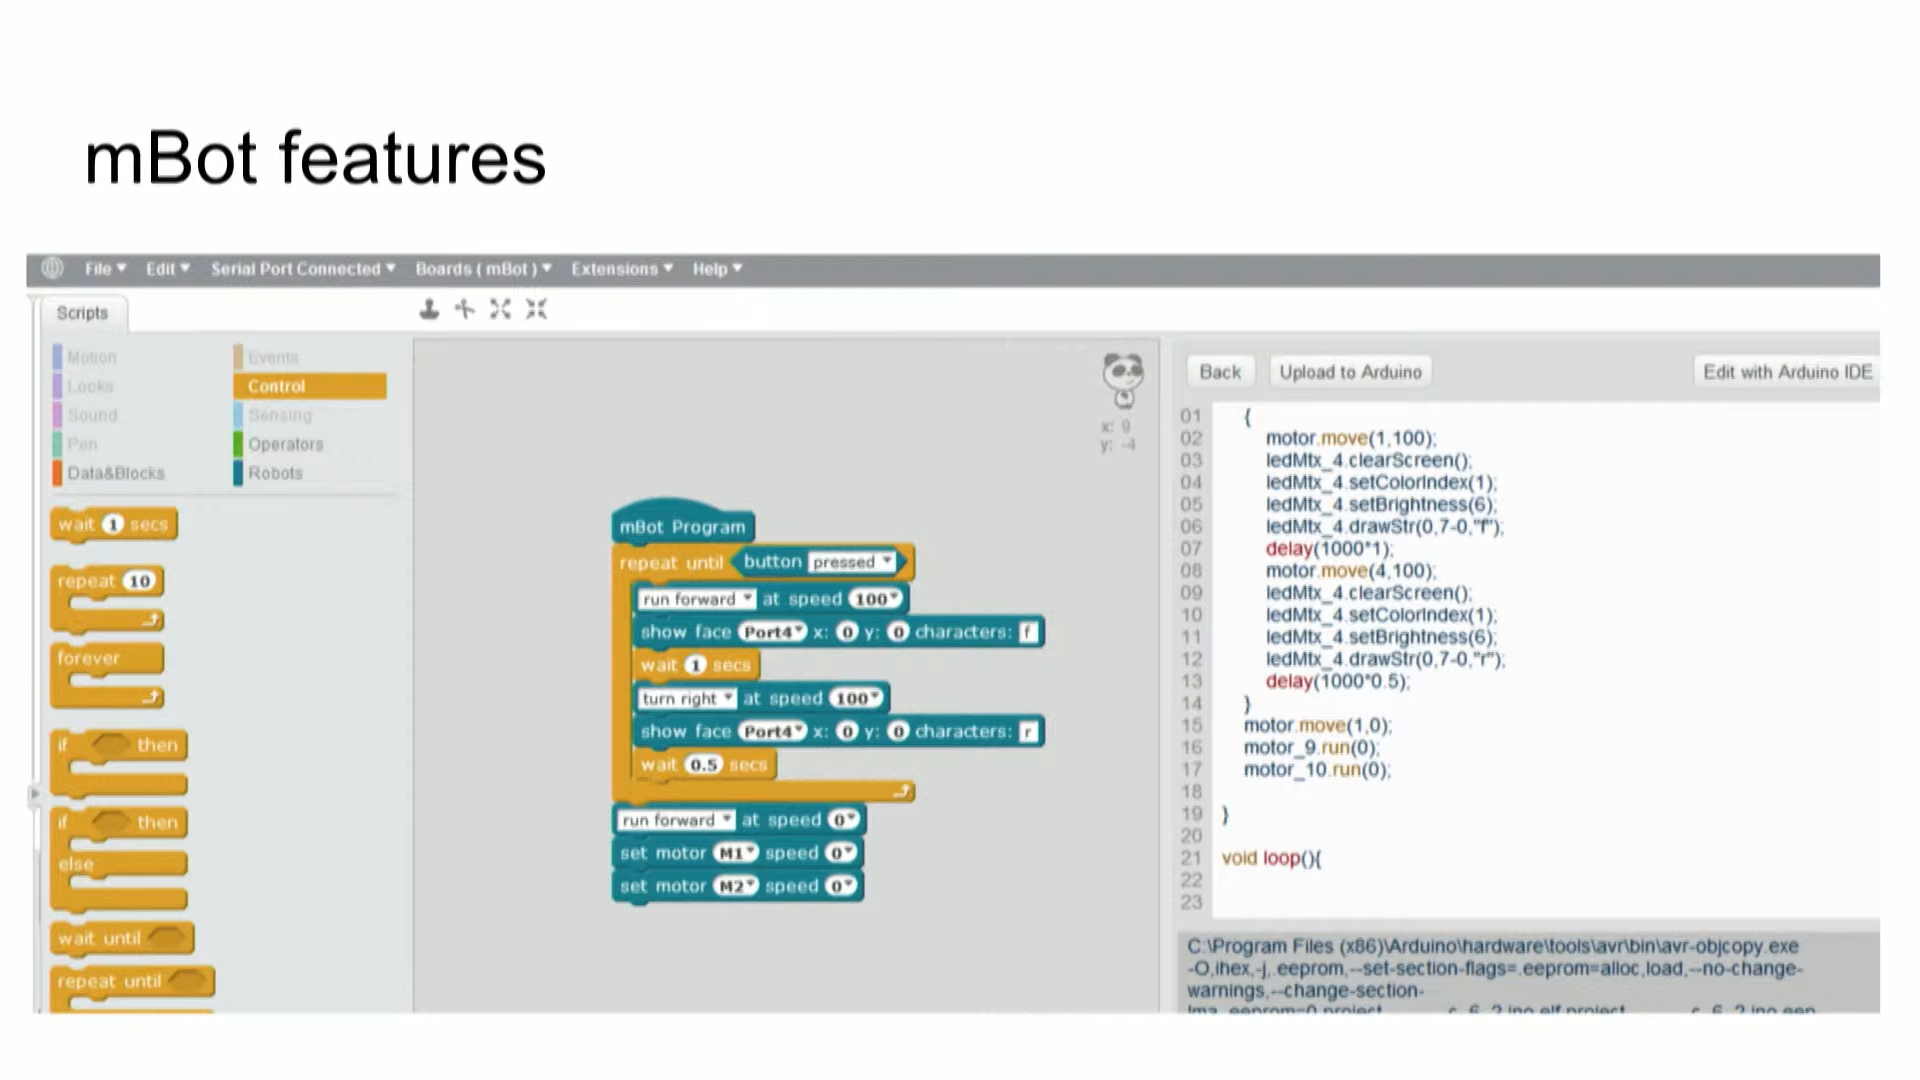 mBot features
File Edit Serial Port Connected Boards ( mBot ) Extensions Help
Scripts
Motion Events
Looks Control
Sound Sensing
Pen Operators
Data&Blocks Robots
wait 1 secs
repeat 10
forever
if then
if then
else
wait until
repeat until
x: 9
y: -4
mBot Program
repeat until button pressed
run forward at speed 100
show face Port4 x: 0 y: 0 characters: f
wait 1 secs
turn right at speed 100
show face Port4 x: 0 y: 0 characters: r
wait 0.5 secs
run forward at speed 0
set motor M1 speed 0
set motor M2 speed 0
Back Upload to Arduino Edit with Arduino IDE
01 {
02 motor.move(1,100);
03 ledMtx_4.clearScreen();
04 ledMtx_4.setColorIndex(1);
05 ledMtx_4.setBrightness(6);
06 ledMtx_4.drawStr(0,7-0,"f");
07 delay(1000*1);
08 motor.move(4,100);
09 ledMtx_4.clearScreen();
10 ledMtx_4.setColorIndex(1);
11 ledMtx_4.setBrightness(6);
12 ledMtx_4.drawStr(0,7-0,"r");
13 delay(1000*0.5);
14 }
15 motor.move(1,0);
16 motor_9.run(0);
17 motor_10.run(0);
18
19 }
20
21 void loop(){
22
23
C:\Program Files (x86)\Arduino\hardware\tools\avr\bin\avr-objcopy.exe
-O,ihex,-j,.eeprom,--set-section-flags=.eeprom=alloc,load,--no-change-
warnings,--change-section-